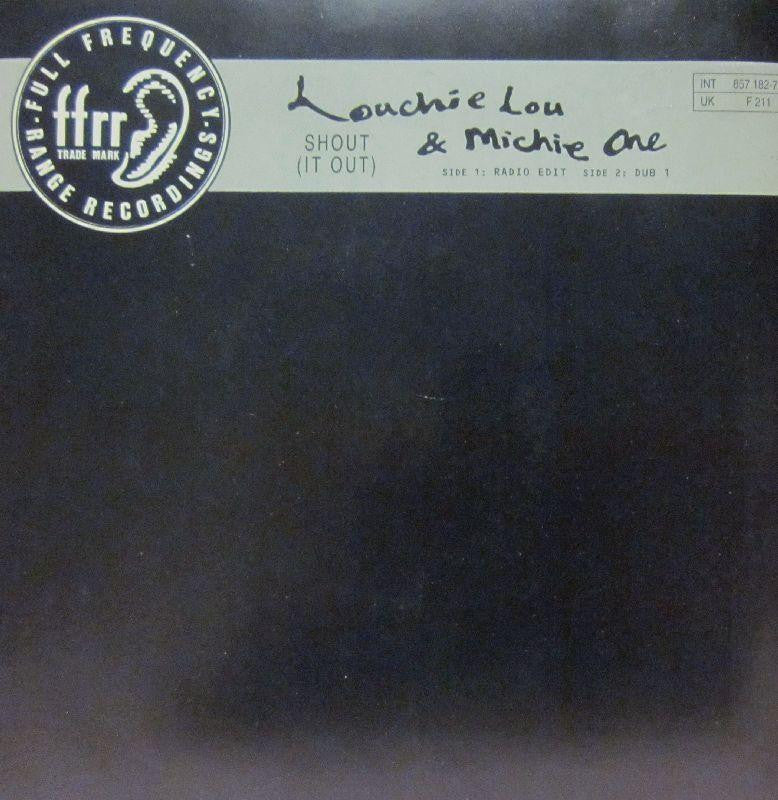 FULL FREQUENCY
RANGE RECORDINGS
ffrr
TRADE MARK
Louchie Lou
& Michie One
SHOUT
(IT OUT)
SIDE 1: RADIO EDIT SIDE 2: DUB 1
INT 857 182-7
UK F 211